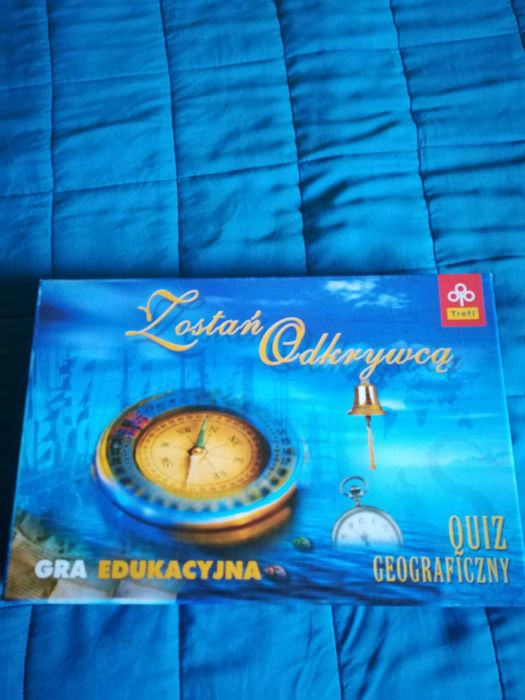 Zostań
Odkrywcą
Trefl
GRA EDUKACYJNA
QUIZ
GEOGRAFICZNY